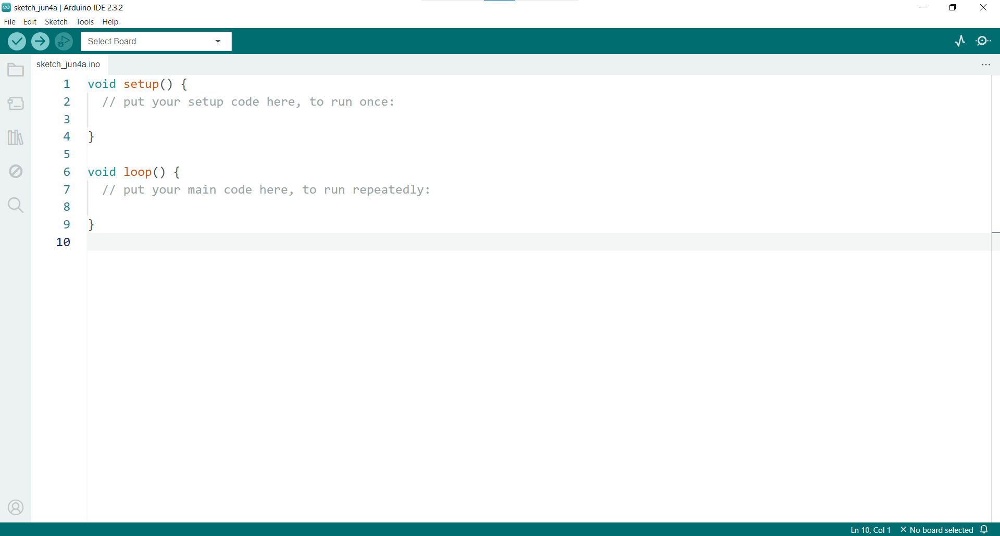 sketch_jun4a | Arduino IDE 2.3.2
File Edit Sketch Tools Help
Select Board
sketch_jun4a.ino
1 void setup() {
2 // put your setup code here, to run once:
3
4 }
5
6 void loop() {
7 // put your main code here, to run repeatedly:
8
9 }
10
Ln 10, Col 1 No board selected